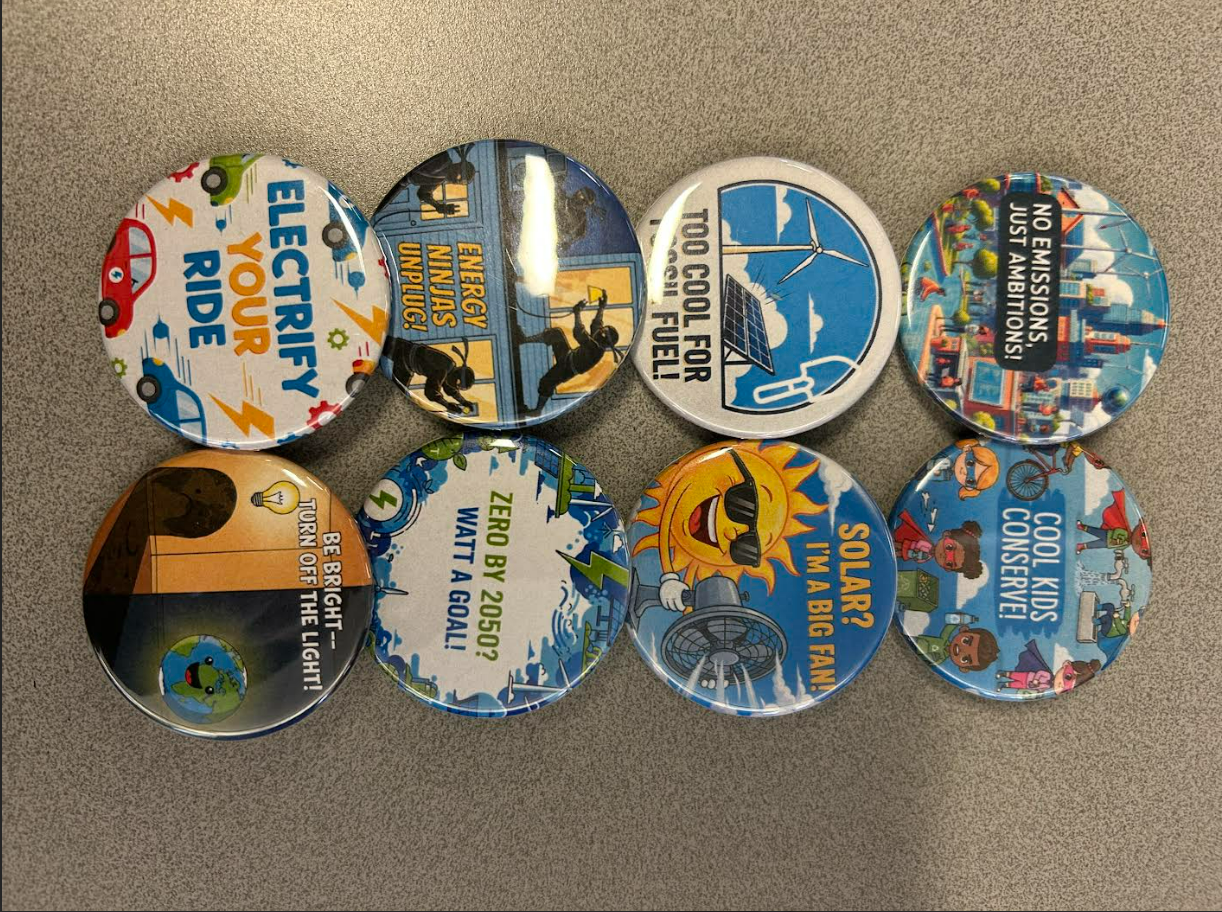 NO EMISSIONS,
JUST AMBITIONS!
COOL KIDS
CONSERVE!
TOO COOL FOR
FOSSIL FUEL!
SOLAR?
I'M A BIG FAN!
ENERGY
NINJAS
UNPLUG!
ZERO BY 2050?
WATT A GOAL!
ELECTRIFY
YOUR
RIDE
BE BRIGHT—
TURN OFF THE LIGHT!